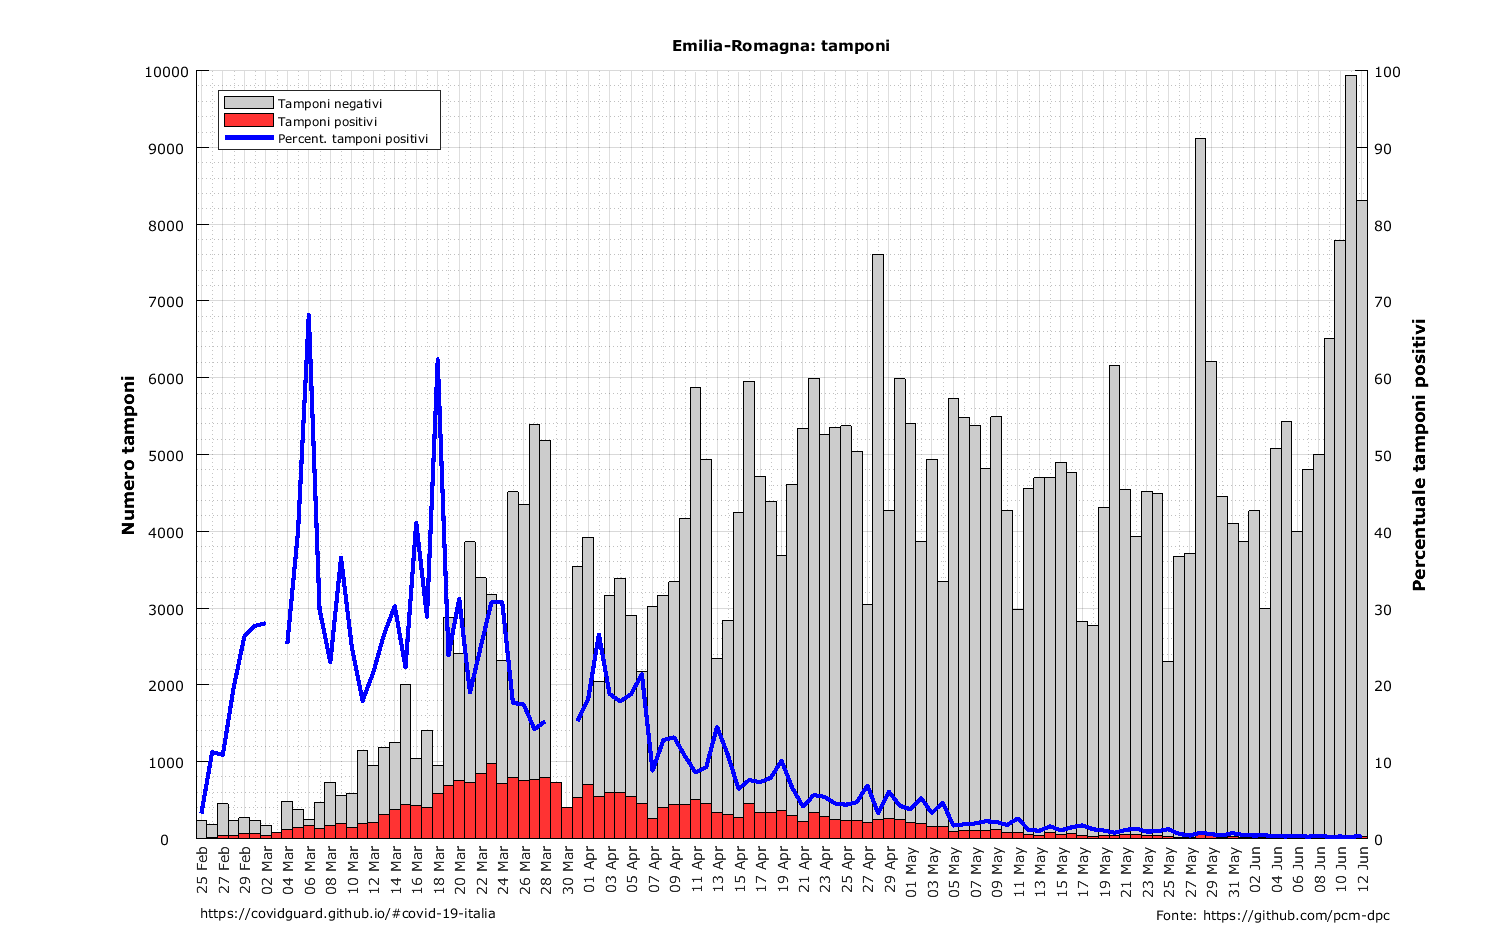 Emilia-Romagna: tamponi
Tamponi negativi
Tamponi positivi
Percent. tamponi positivi
Numero tamponi
10000
9000
8000
7000
6000
5000
4000
3000
2000
1000
0
Percentuale tamponi positivi
100
90
80
70
60
50
40
30
20
10
0
25 Feb
27 Feb
29 Feb
02 Mar
04 Mar
06 Mar
08 Mar
10 Mar
12 Mar
14 Mar
16 Mar
18 Mar
20 Mar
22 Mar
24 Mar
26 Mar
28 Mar
30 Mar
01 Apr
03 Apr
05 Apr
07 Apr
09 Apr
11 Apr
13 Apr
15 Apr
17 Apr
19 Apr
21 Apr
23 Apr
25 Apr
27 Apr
29 Apr
01 May
03 May
05 May
07 May
09 May
11 May
13 May
15 May
17 May
19 May
21 May
23 May
25 May
27 May
29 May
31 May
02 Jun
04 Jun
06 Jun
08 Jun
10 Jun
12 Jun
https://covidguard.github.io/#covid-19-italia
Fonte: https://github.com/pcm-dpc